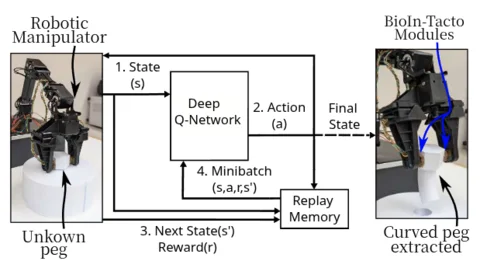 Robotic
Manipulator
1. State
(s)
Deep
Q-Network
2. Action
(a)
Final
State
BioIn-Tacto
Modules
4. Minibatch
(s,a,r,s')
Replay
Memory
3. Next State(s')
Reward(r)
Unkown
peg
Curved peg
extracted